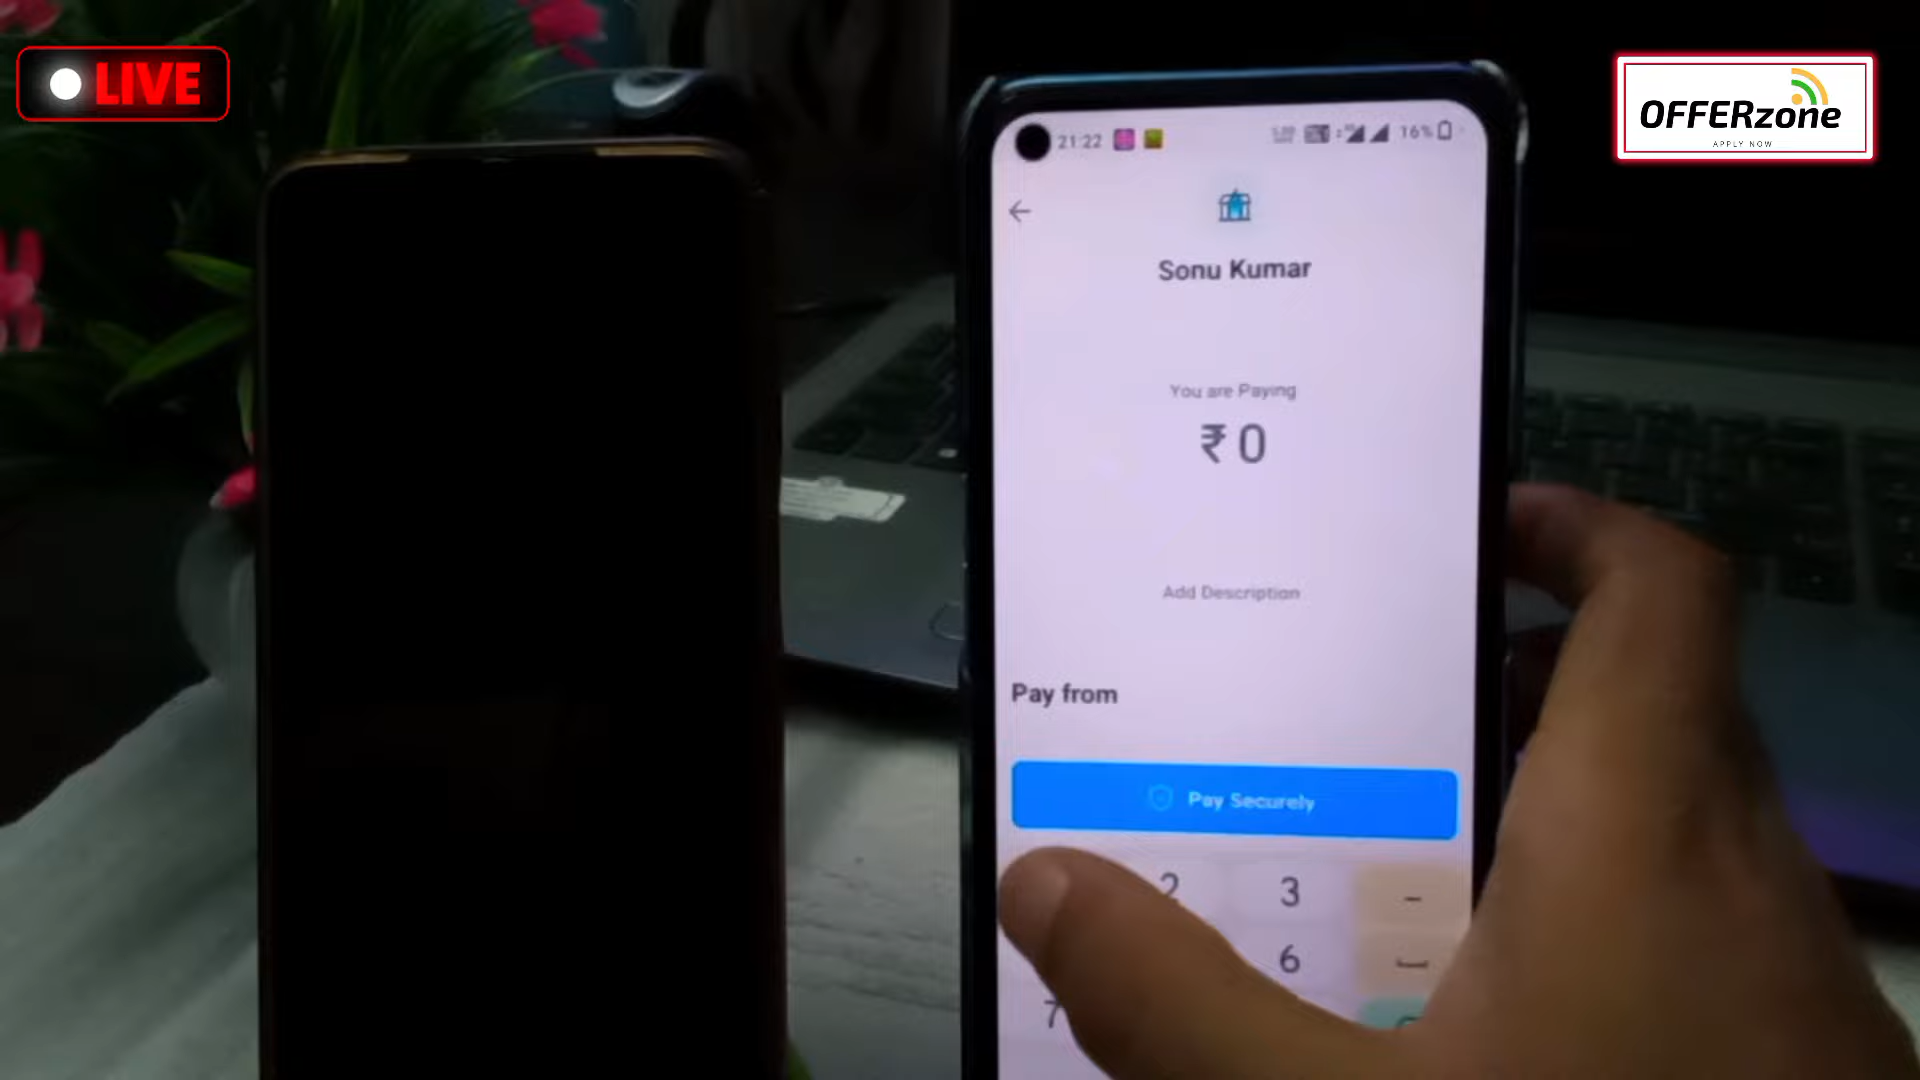 LIVE
OFFERzone
APPLY NOW
21:22
16%
Sonu Kumar
You are Paying
₹0
Add Description
Pay from
Pay Securely
2 3 -
6
7